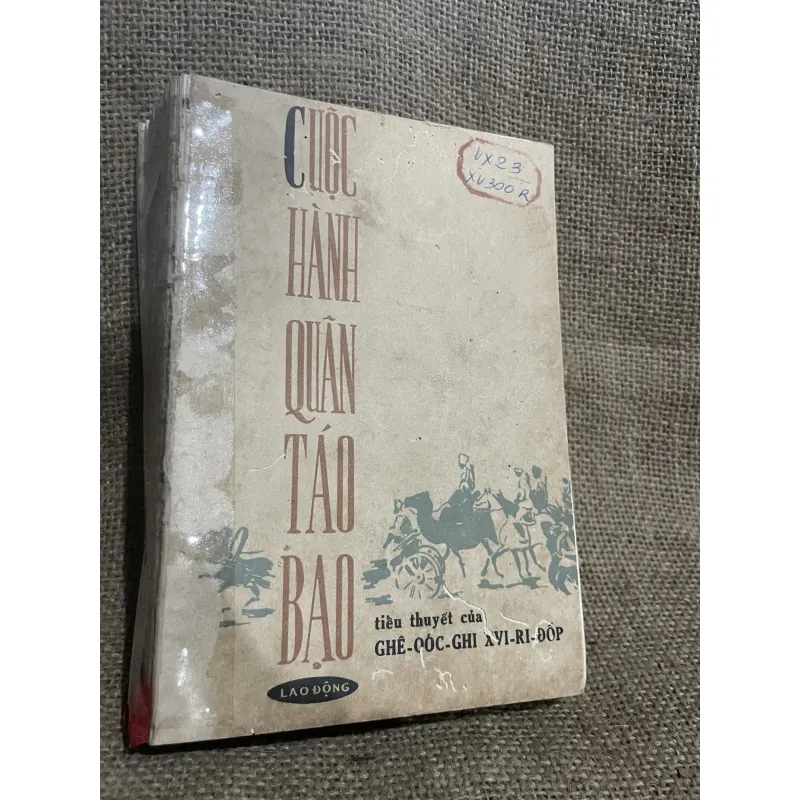 CUỘC
HÀNH
QUÂN
TÁO
BẠO
VX23
XV300R
tiểu thuyết của
GHÊ-OÓC-GHI XVI-RI-ĐỐP
LAO ĐỘNG